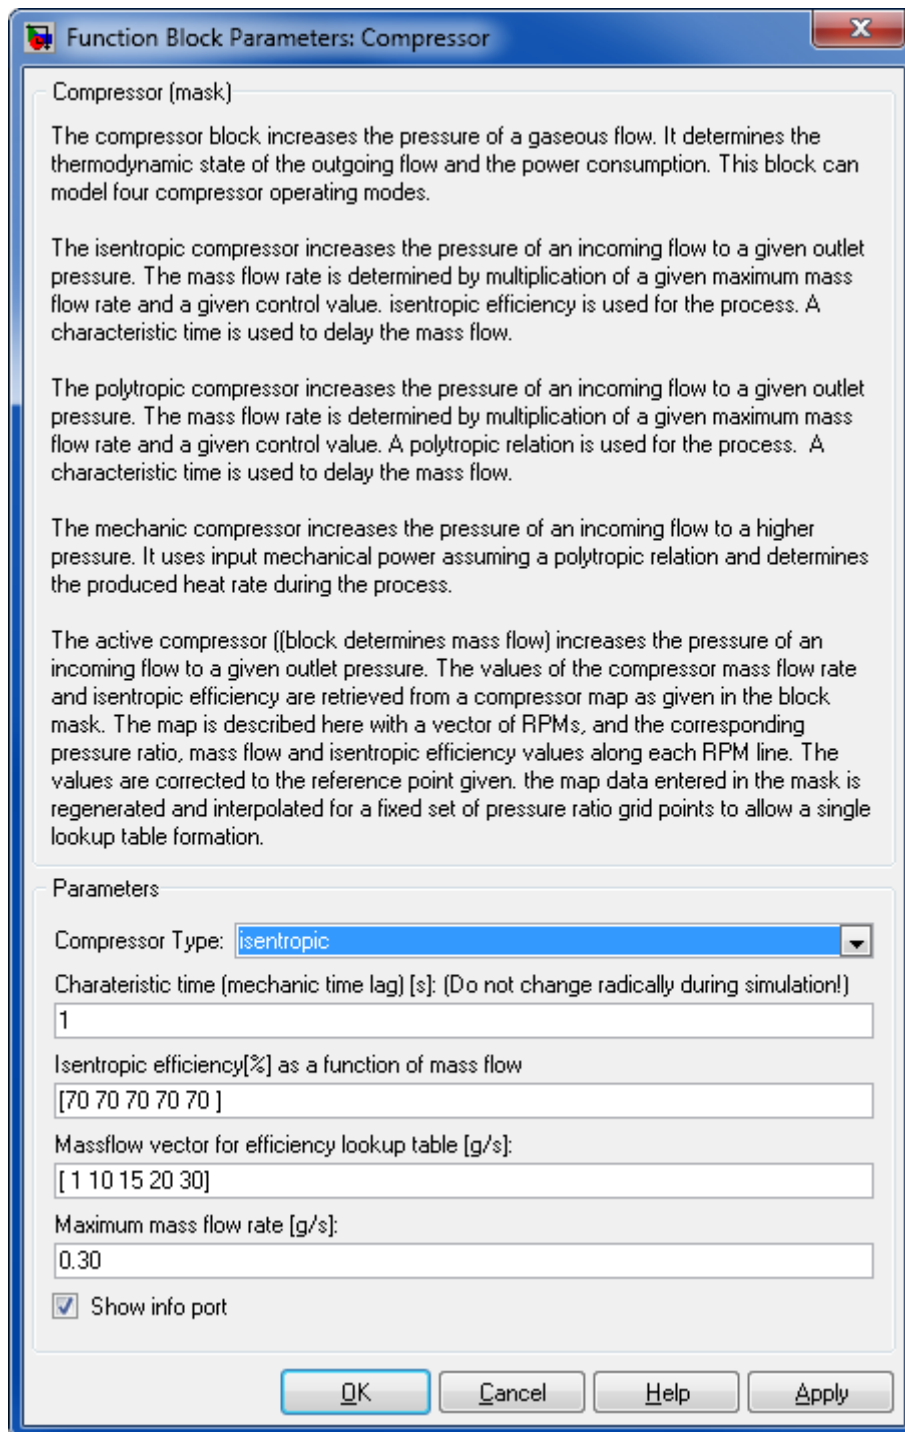 Function Block Parameters: Compressor
Compressor (mask)
The compressor block increases the pressure of a gaseous flow. It determines the
thermodynamic state of the outgoing flow and the power consumption. This block can
model four compressor operating modes.
The isentropic compressor increases the pressure of an incoming flow to a given outlet
pressure. The mass flow rate is determined by multiplication of a given maximum mass
flow rate and a given control value. isentropic efficiency is used for the process. A
characteristic time is used to delay the mass flow.
The polytropic compressor increases the pressure of an incoming flow to a given outlet
pressure. The mass flow rate is determined by multiplication of a given maximum mass
flow rate and a given control value. A polytropic relation is used for the process.  A
characteristic time is used to delay the mass flow.
The mechanic compressor increases the pressure of an incoming flow to a higher
pressure. It uses input mechanical power assuming a polytropic relation and determines
the produced heat rate during the process.
The active compressor ((block determines mass flow) increases the pressure of an
incoming flow to a given outlet pressure. The values of the compressor mass flow rate
and isentropic efficiency are retrieved from a compressor map as given in the block
mask. The map is described here with a vector of RPMs, and the corresponding
pressure ratio, mass flow and isentropic efficiency values along each RPM line. The
values are corrected to the reference point given. the map data entered in the mask is
regenerated and interpolated for a fixed set of pressure ratio grid points to allow a single
lookup table formation.
Parameters
Compressor Type: isentropic
Charateristic time (mechanic time lag) [s]: (Do not change radically during simulation!)
1
Isentropic efficiency[%] as a function of mass flow
[70 70 70 70 70 ]
Massflow vector for efficiency lookup table [g/s]:
[ 1 10 15 20 30]
Maximum mass flow rate [g/s]:
0.30
Show info port
OK Cancel Help Apply